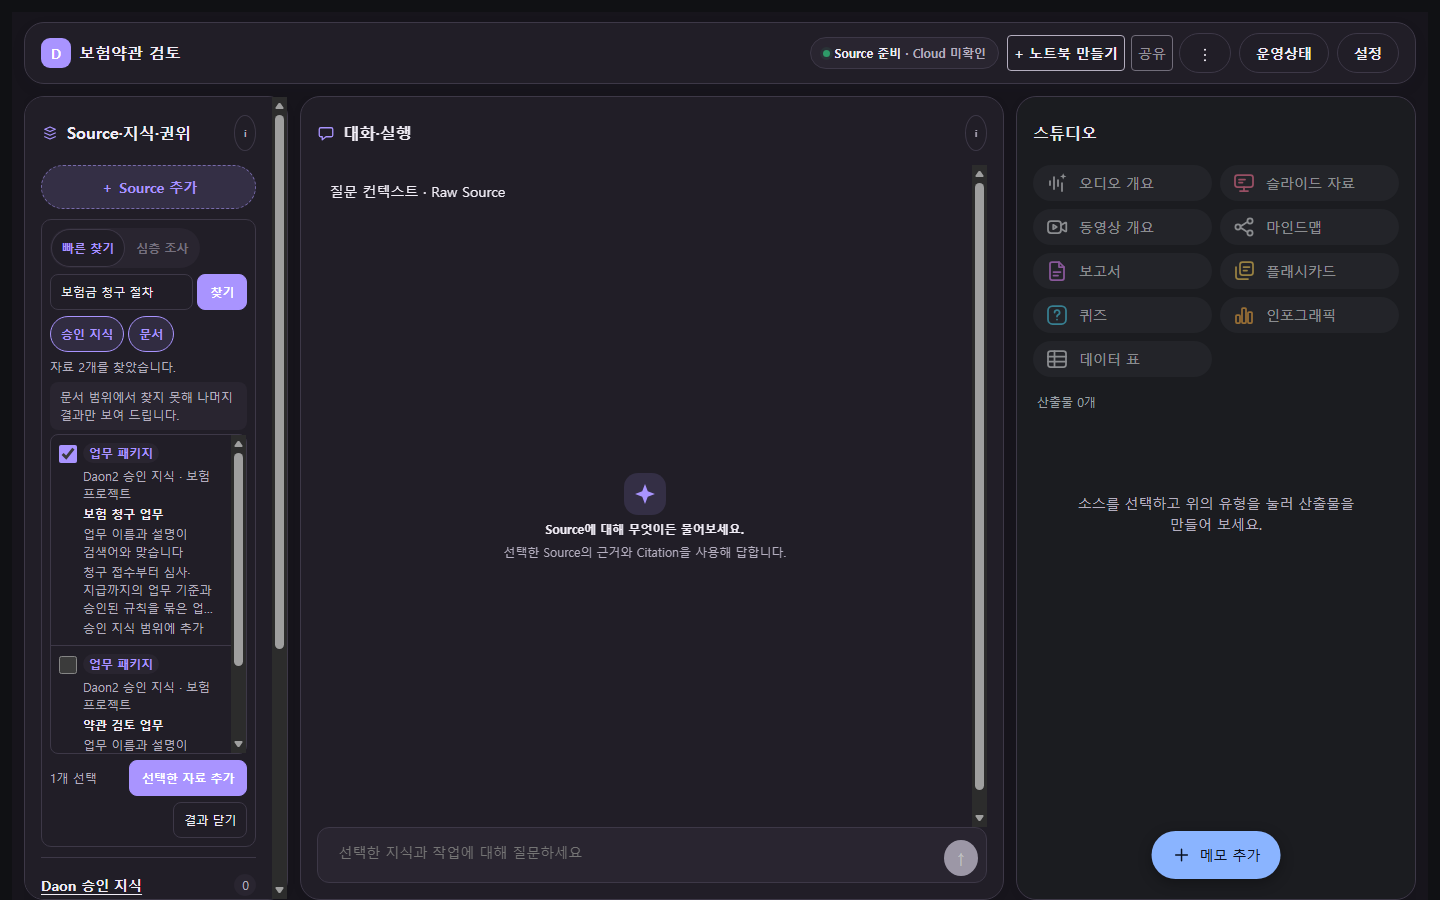 D 보험약관 검토
Source 준비 · Cloud 미확인
+ 노트북 만들기
공유
⋮
운영상태
설정
Source·지식·권위
i
+ Source 추가
빠른 찾기
심층 조사
보험금 청구 절차
찾기
승인 지식
문서
자료 2개를 찾았습니다.
문서 범위에서 찾지 못해 나머지
결과만 보여 드립니다.
업무 패키지
Daon2 승인 지식 · 보험
프로젝트
보험 청구 업무
업무 이름과 설명이
검색어와 맞습니다
청구 접수부터 심사·
지급까지의 업무 기준과
승인된 규칙을 묶은 업...
승인 지식 범위에 추가
업무 패키지
Daon2 승인 지식 · 보험
프로젝트
약관 검토 업무
업무 이름과 설명이
1개 선택
선택한 자료 추가
결과 닫기
Daon 승인 지식
0
대화·실행
i
질문 컨텍스트 · Raw Source
Source에 대해 무엇이든 물어보세요.
선택한 Source의 근거와 Citation을 사용해 답합니다.
선택한 지식과 작업에 대해 질문하세요
↑
스튜디오
오디오 개요
슬라이드 자료
동영상 개요
마인드맵
보고서
플래시카드
퀴즈
인포그래픽
데이터 표
산출물 0개
소스를 선택하고 위의 유형을 눌러 산출물을
만들어 보세요.
+ 메모 추가